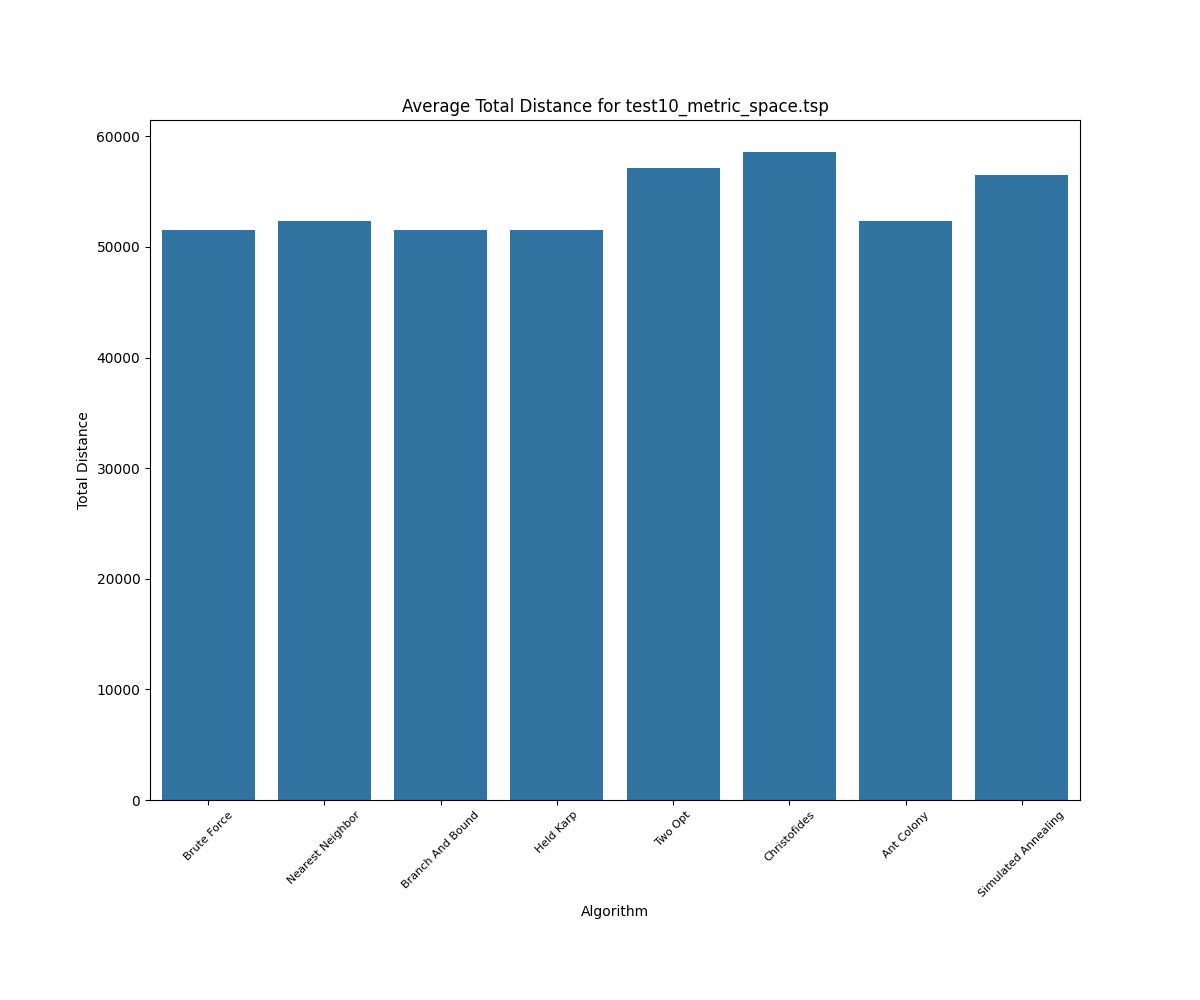 Average Total Distance for test10_metric_space.tsp
60000
50000
40000
30000
20000
10000
0
Total Distance
Brute Force
Nearest Neighbor
Branch And Bound
Held Karp
Two Opt
Christofides
Ant Colony
Simulated Annealing
Algorithm